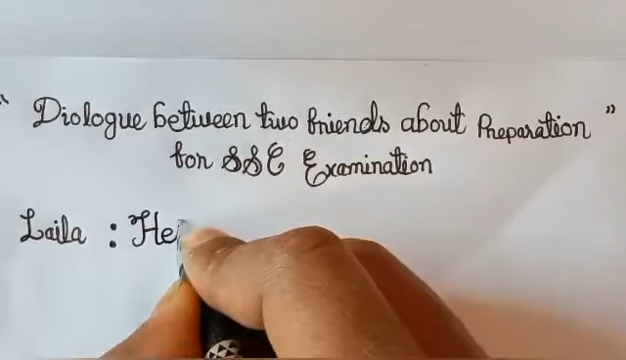 " Diologue between two friends about Preparation "
for SSC Examination
Laila : He